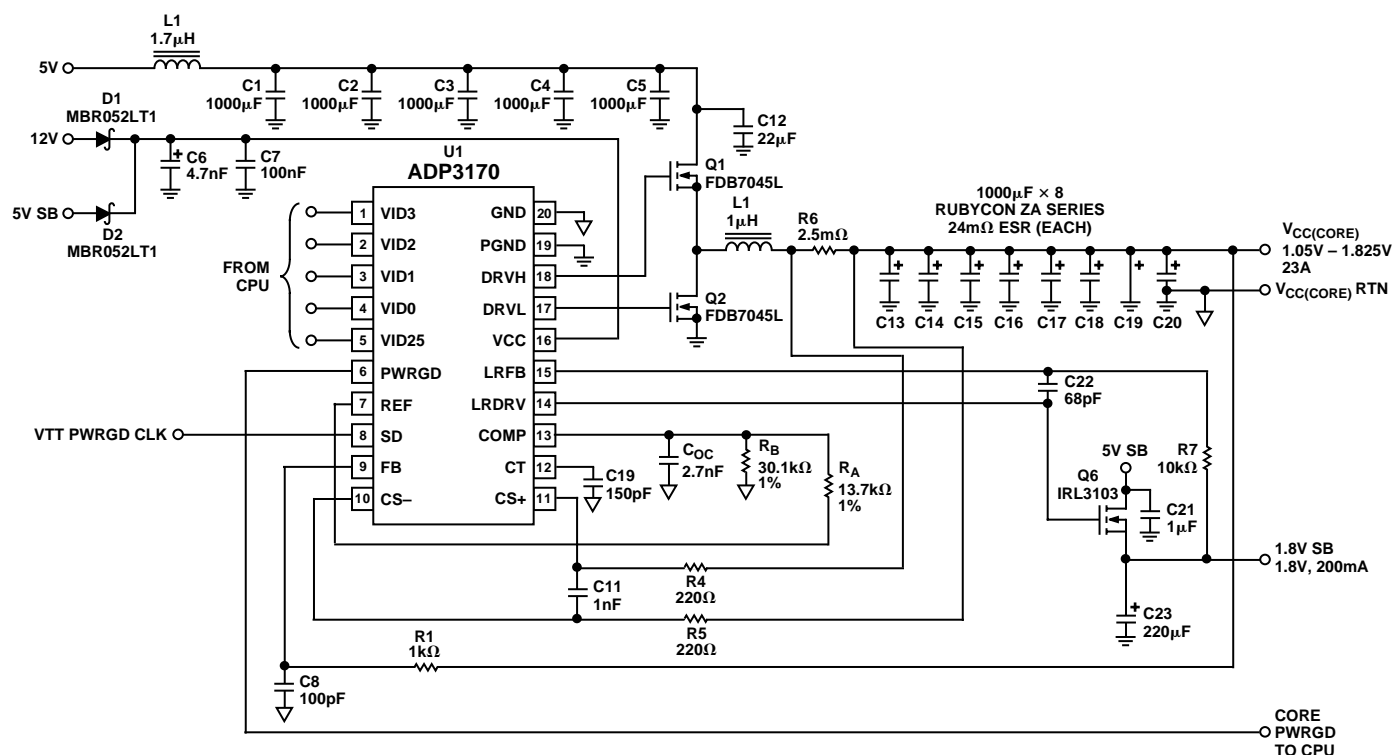 L1
1.7μH
5V
C1
1000μF
C2
1000μF
C3
1000μF
C4
1000μF
C5
1000μF
D1
MBR052LT1
12V
C12
22μF
C6
4.7nF
C7
100nF
U1
ADP3170
Q1
FDB7045L
5V SB
D2
MBR052LT1
1000μF × 8
RUBYCON ZA SERIES
24mΩ ESR (EACH)
L1
1μH
R6
2.5mΩ
VCC(CORE)
1.05V – 1.825V
23A
VCC(CORE) RTN
FROM
CPU
1 VID3
2 VID2
3 VID1
4 VID0
5 VID25
6 PWRGD
7 REF
8 SD
9 FB
10 CS–
GND 20
PGND 19
DRVH 18
DRVL 17
VCC 16
LRFB 15
LRDRV 14
COMP 13
CT 12
CS+ 11
Q2
FDB7045L
C13
C14
C15
C16
C17
C18
C19
C20
C22
68pF
VTT PWRGD CLK
COC
2.7nF
RB
30.1kΩ
1%
RA
13.7kΩ
1%
C19
150pF
5V SB
Q6
IRL3103
R7
10kΩ
C21
1μF
1.8V SB
1.8V, 200mA
C11
1nF
R4
220Ω
R5
220Ω
C23
220μF
R1
1kΩ
C8
100pF
CORE
PWRGD
TO CPU